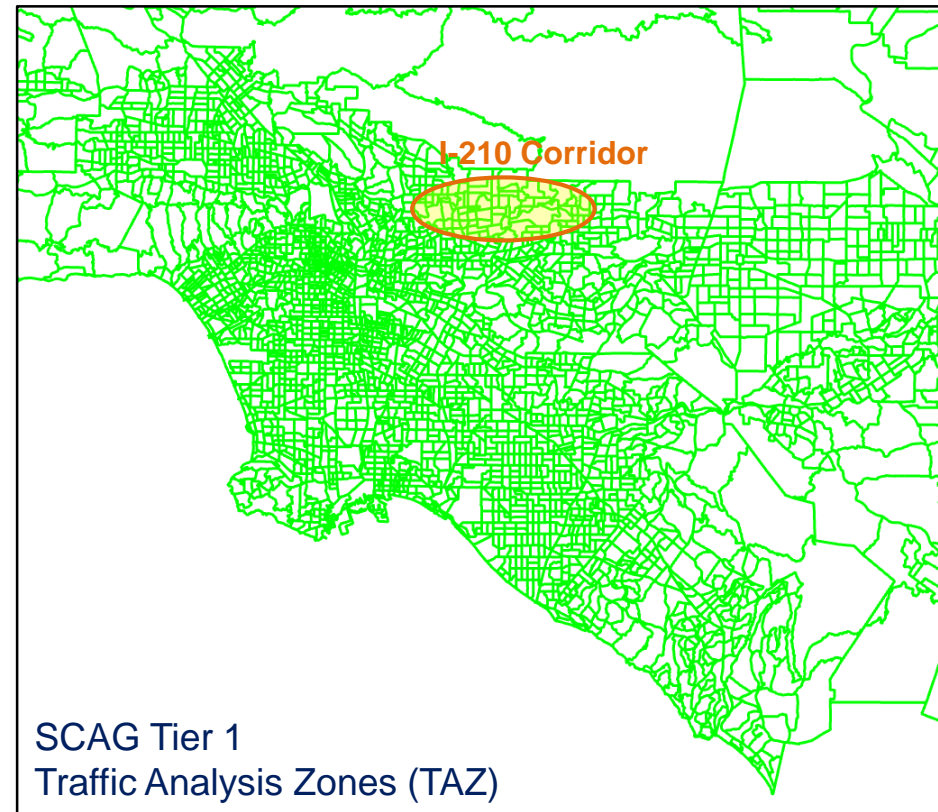 I-210 Corridor
SCAG Tier 1
Traffic Analysis Zones (TAZ)